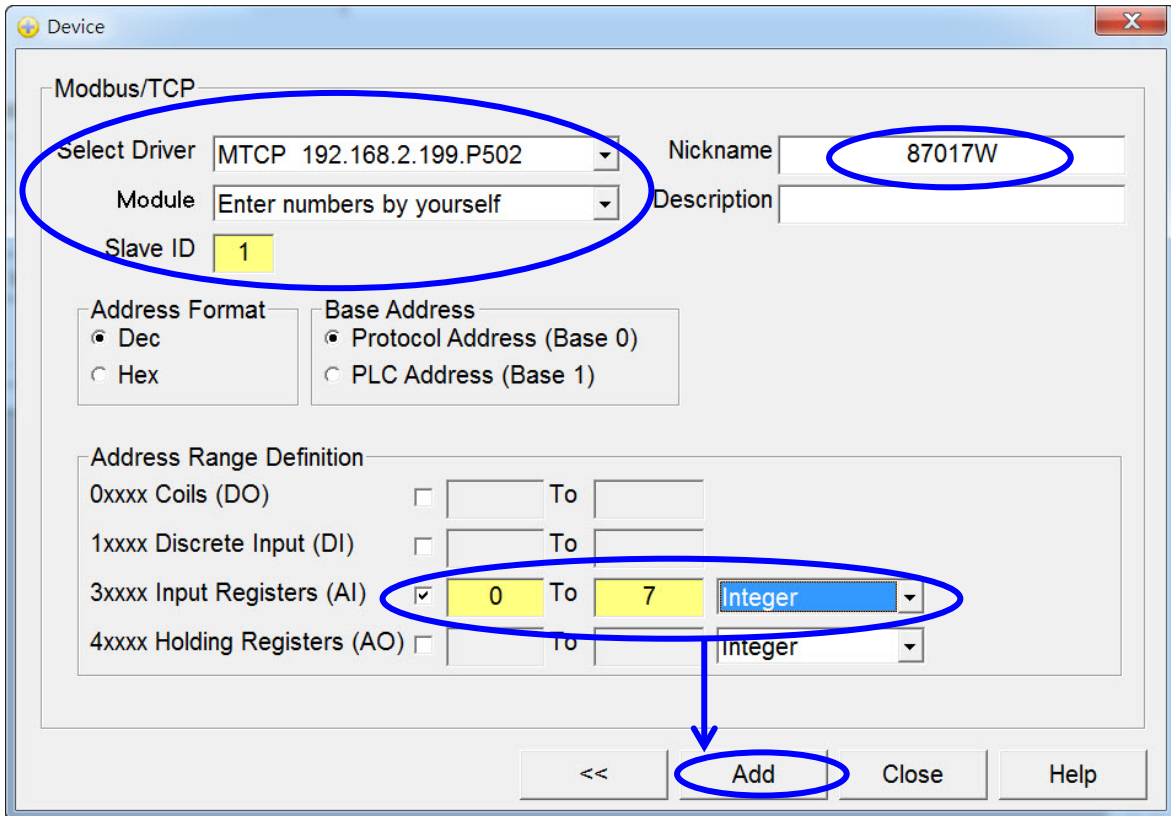 Device
Modbus/TCP
Select Driver MTCP 192.168.2.199.P502 Nickname 87017W
Module Enter numbers by yourself Description
Slave ID 1
Address Format Base Address
Dec Protocol Address (Base 0)
Hex PLC Address (Base 1)
Address Range Definition
0xxxx Coils (DO) To
1xxxx Discrete Input (DI) To
3xxxx Input Registers (AI) 0 To 7 Integer
4xxxx Holding Registers (AO) To Integer
<< Add Close Help